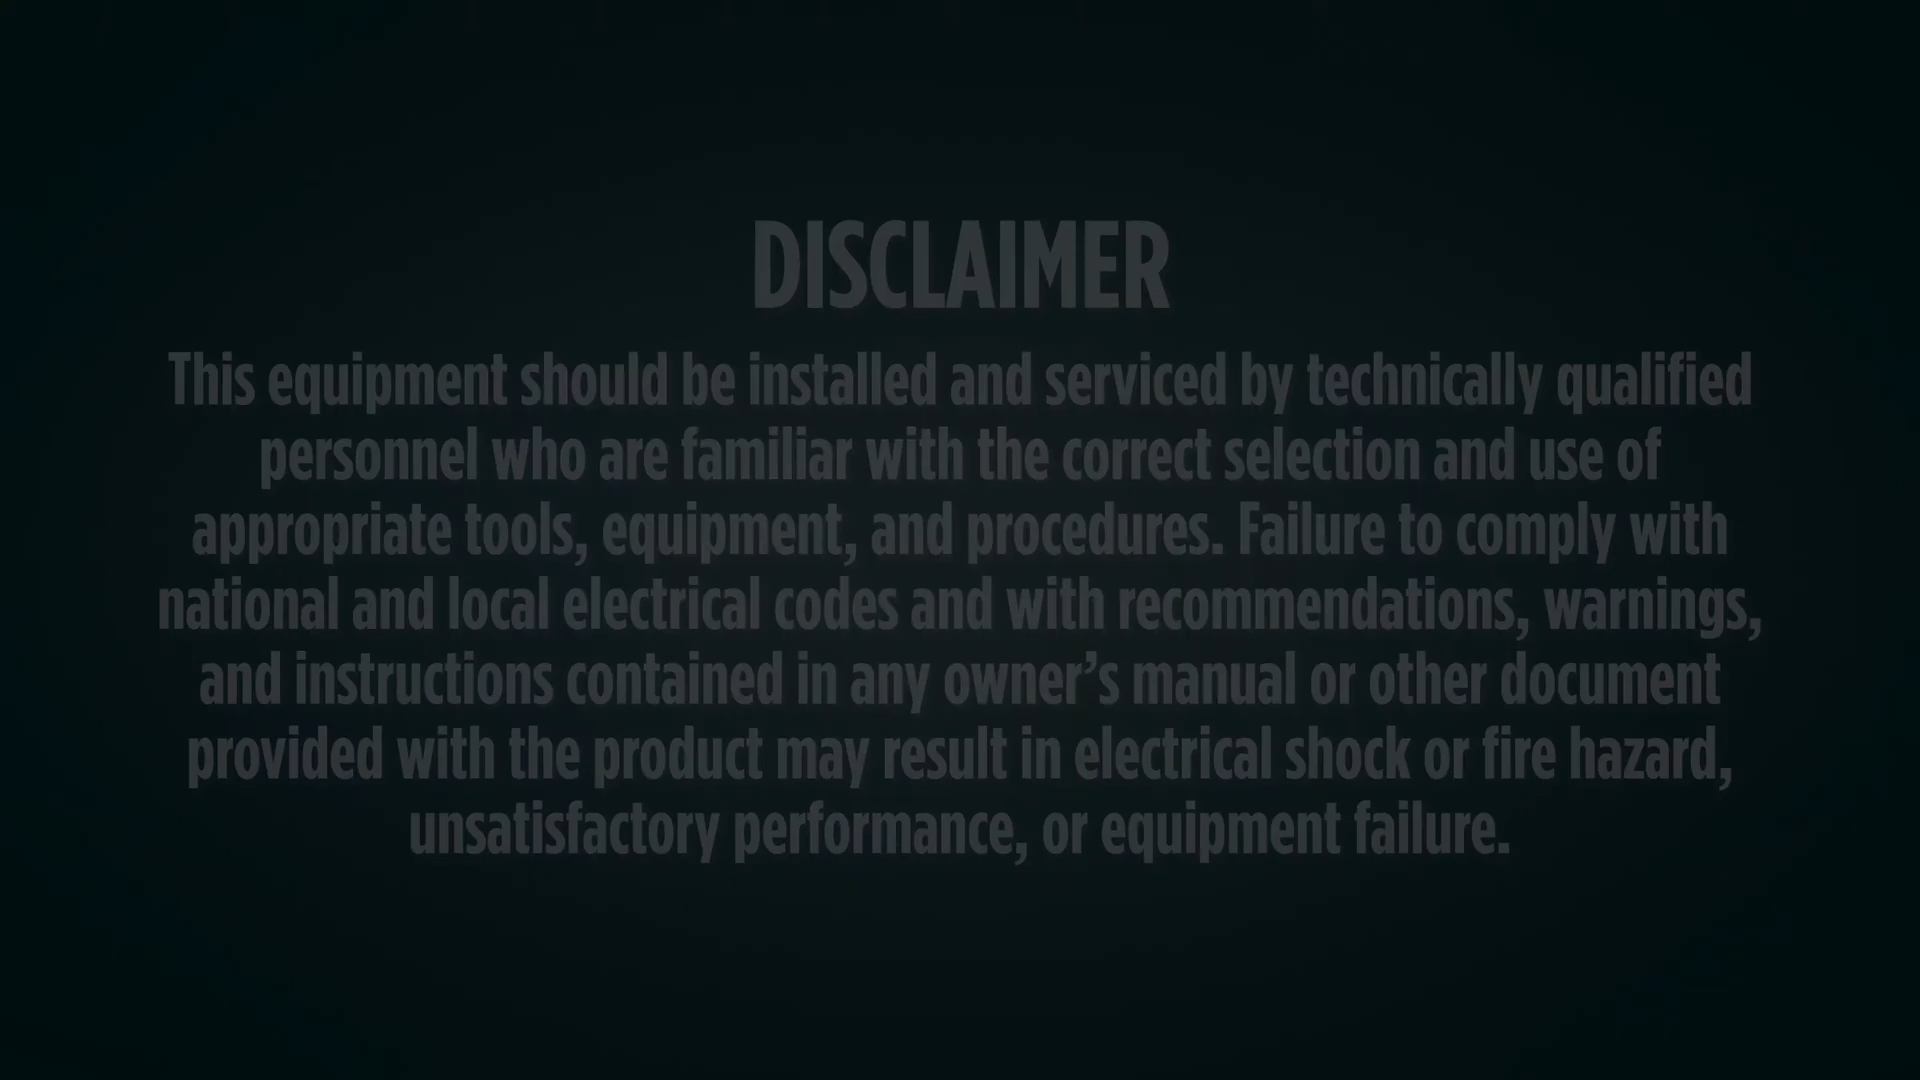 DISCLAIMER
This equipment should be installed and serviced by technically qualified
personnel who are familiar with the correct selection and use of
appropriate tools, equipment, and procedures. Failure to comply with
national and local electrical codes and with recommendations, warnings,
and instructions contained in any owner’s manual or other document
provided with the product may result in electrical shock or fire hazard,
unsatisfactory performance, or equipment failure.